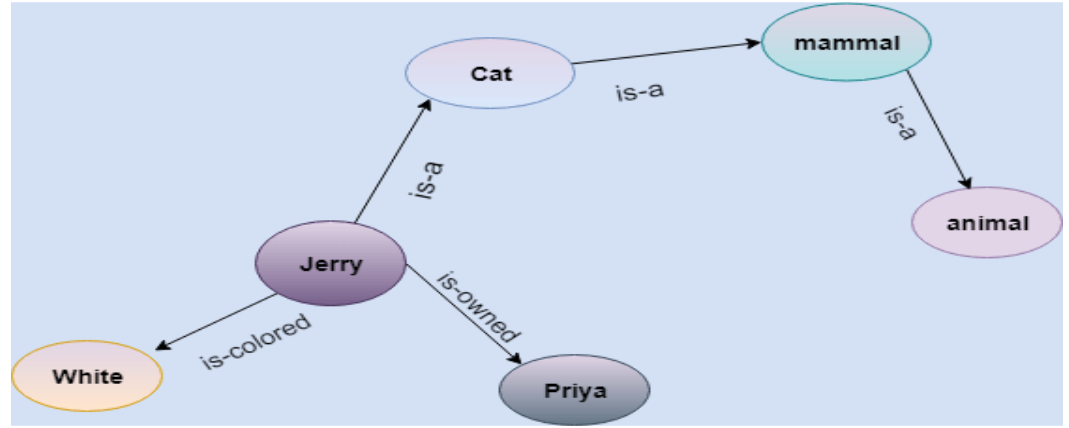 mammal
Cat
is-a
is-a
is-a
animal
Jerry
is-owned
is-colored
White
Priya